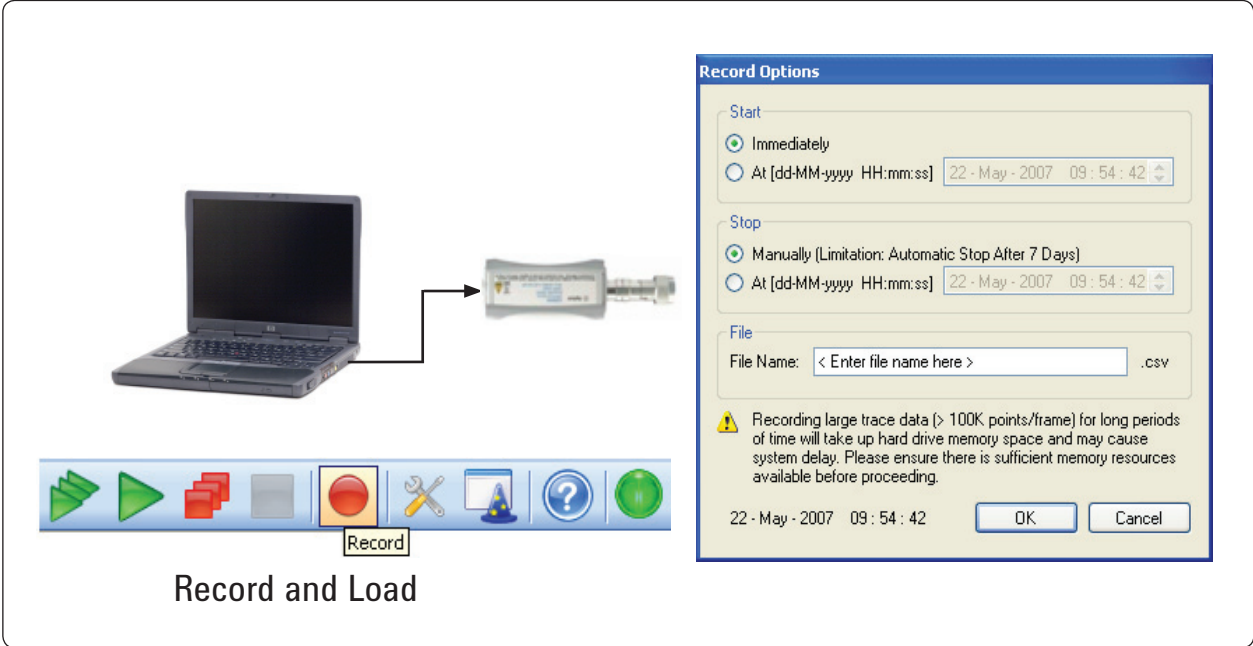 Record Options
Start
Immediately
At [dd-MM-yyyy HH:mm:ss] 22 - May - 2007 09 : 54 : 42
Stop
Manually (Limitation: Automatic Stop After 7 Days)
At [dd-MM-yyyy HH:mm:ss] 22 - May - 2007 09 : 54 : 42
File
File Name: < Enter file name here > .csv
Recording large trace data (> 100K points/frame) for long periods
of time will take up hard drive memory space and may cause
system delay. Please ensure there is sufficient memory resources
available before proceeding.
22 - May - 2007 09 : 54 : 42 OK Cancel
?
Record
Record and Load